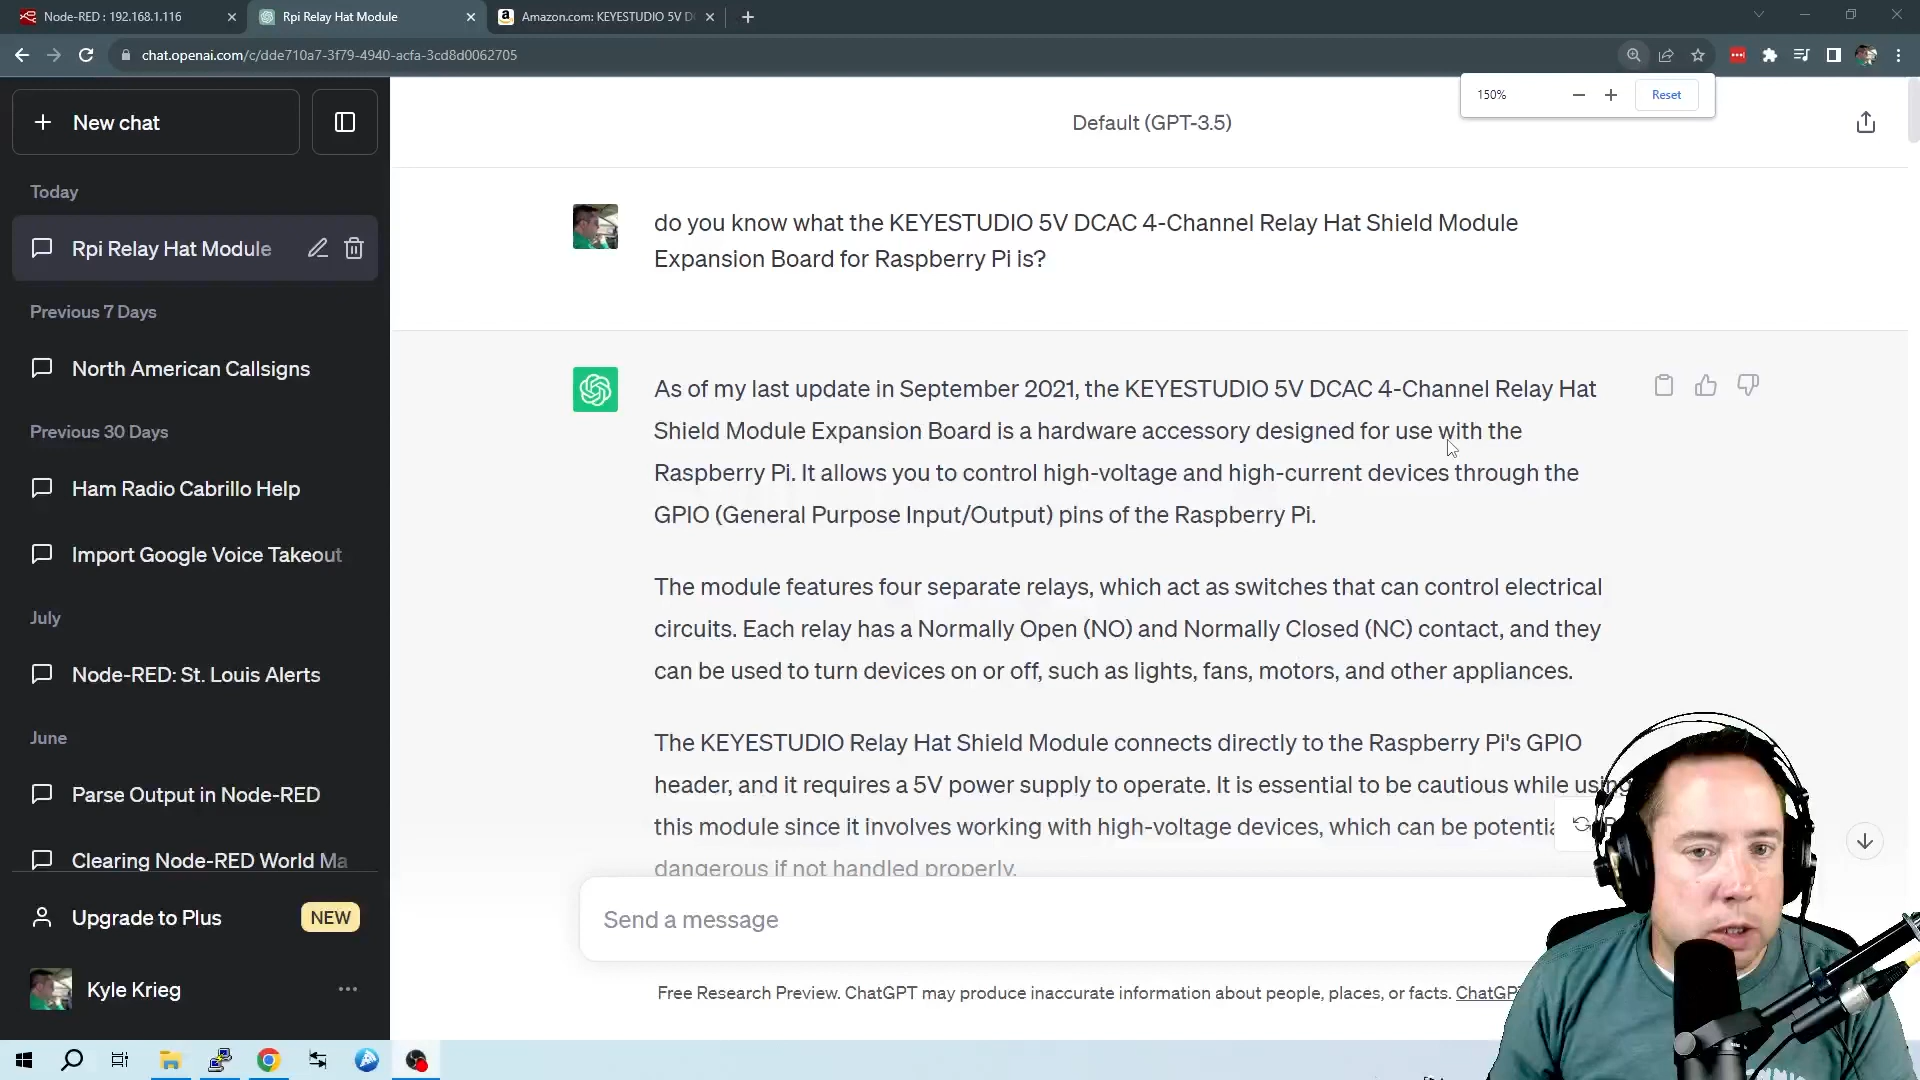 Node-RED : 192.168.1.116
Rpi Relay Hat Module
Amazon.com: KEYESTUDIO 5V D
chat.openai.com/c/dde710a7-3f79-4940-acfa-3cd8d0062705
150%
Reset
New chat
Default (GPT-3.5)
Today
Rpi Relay Hat Module
Previous 7 Days
North American Callsigns
Previous 30 Days
Ham Radio Cabrillo Help
Import Google Voice Takeout
July
Node-RED: St. Louis Alerts
June
Parse Output in Node-RED
Clearing Node-RED World Ma
Upgrade to Plus
NEW
Kyle Krieg
do you know what the KEYESTUDIO 5V DCAC 4-Channel Relay Hat Shield Module
Expansion Board for Raspberry Pi is?
As of my last update in September 2021, the KEYESTUDIO 5V DCAC 4-Channel Relay Hat
Shield Module Expansion Board is a hardware accessory designed for use with the
Raspberry Pi. It allows you to control high-voltage and high-current devices through the
GPIO (General Purpose Input/Output) pins of the Raspberry Pi.
The module features four separate relays, which act as switches that can control electrical
circuits. Each relay has a Normally Open (NO) and Normally Closed (NC) contact, and they
can be used to turn devices on or off, such as lights, fans, motors, and other appliances.
The KEYESTUDIO Relay Hat Shield Module connects directly to the Raspberry Pi's GPIO
header, and it requires a 5V power supply to operate. It is essential to be cautious while using
this module since it involves working with high-voltage devices, which can be potentia
dangerous if not handled properly.
Send a message
Free Research Preview. ChatGPT may produce inaccurate information about people, places, or facts. ChatGP